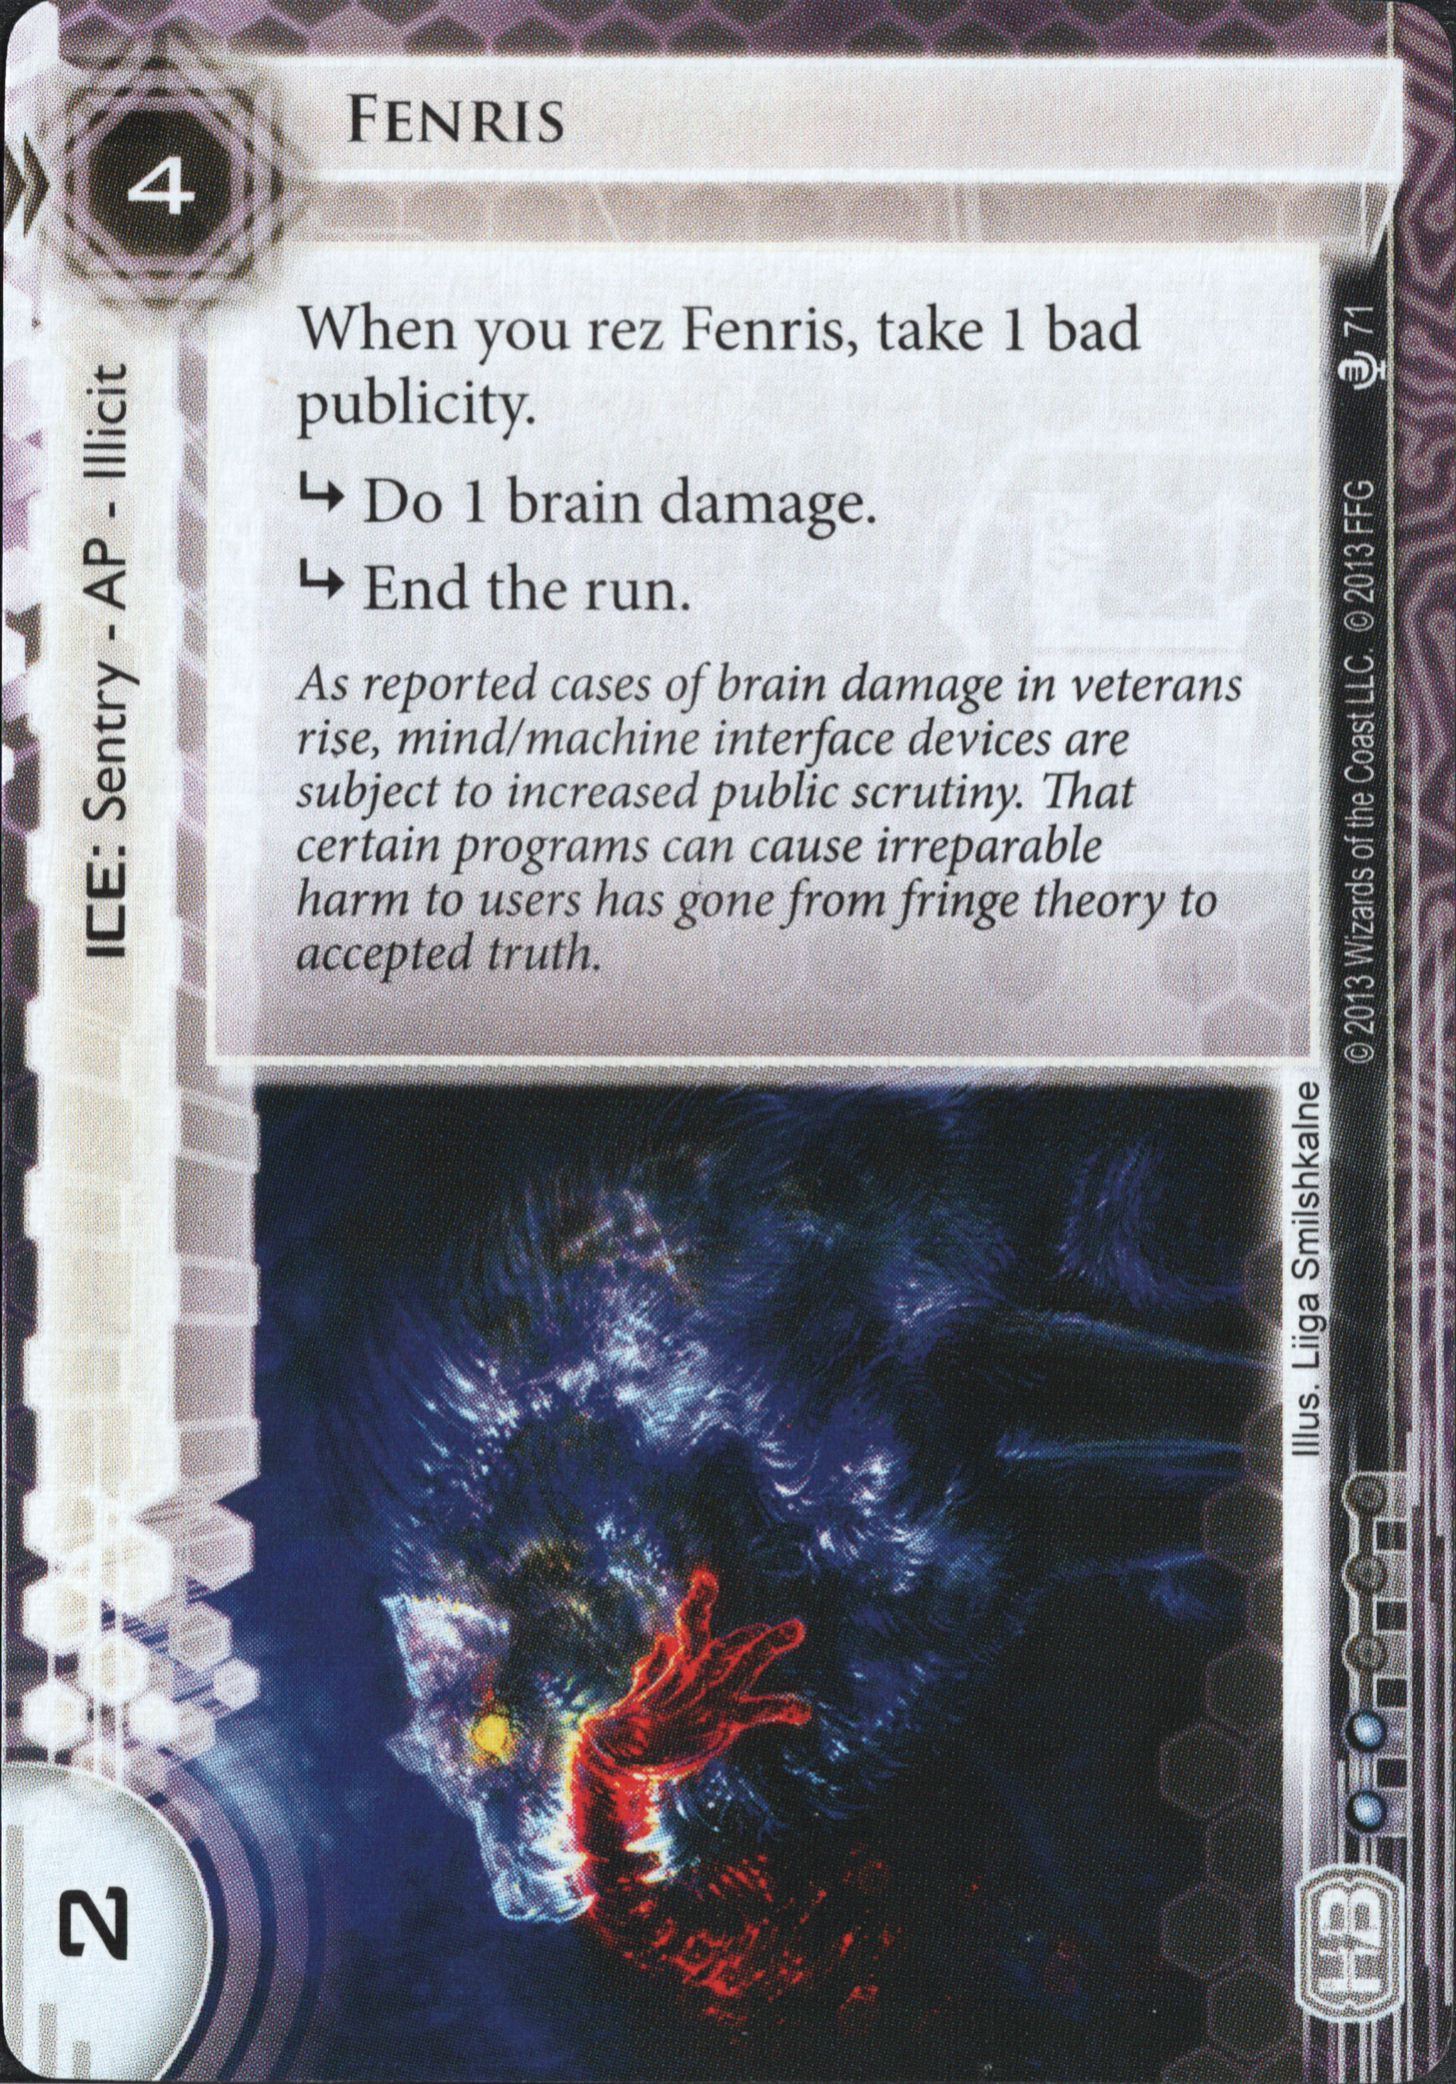 FENRIS
4
When you rez Fenris, take 1 bad
publicity.
↳ Do 1 brain damage.
↳ End the run.
As reported cases of brain damage in veterans
rise, mind/machine interface devices are
subject to increased public scrutiny. That
certain programs can cause irreparable
harm to users has gone from fringe theory to
accepted truth.
ICE: Sentry - AP - Illicit
2
Illus. Liiga Smilshkalne
© 2013 Wizards of the Coast LLC. © 2013 FFG
71
HB